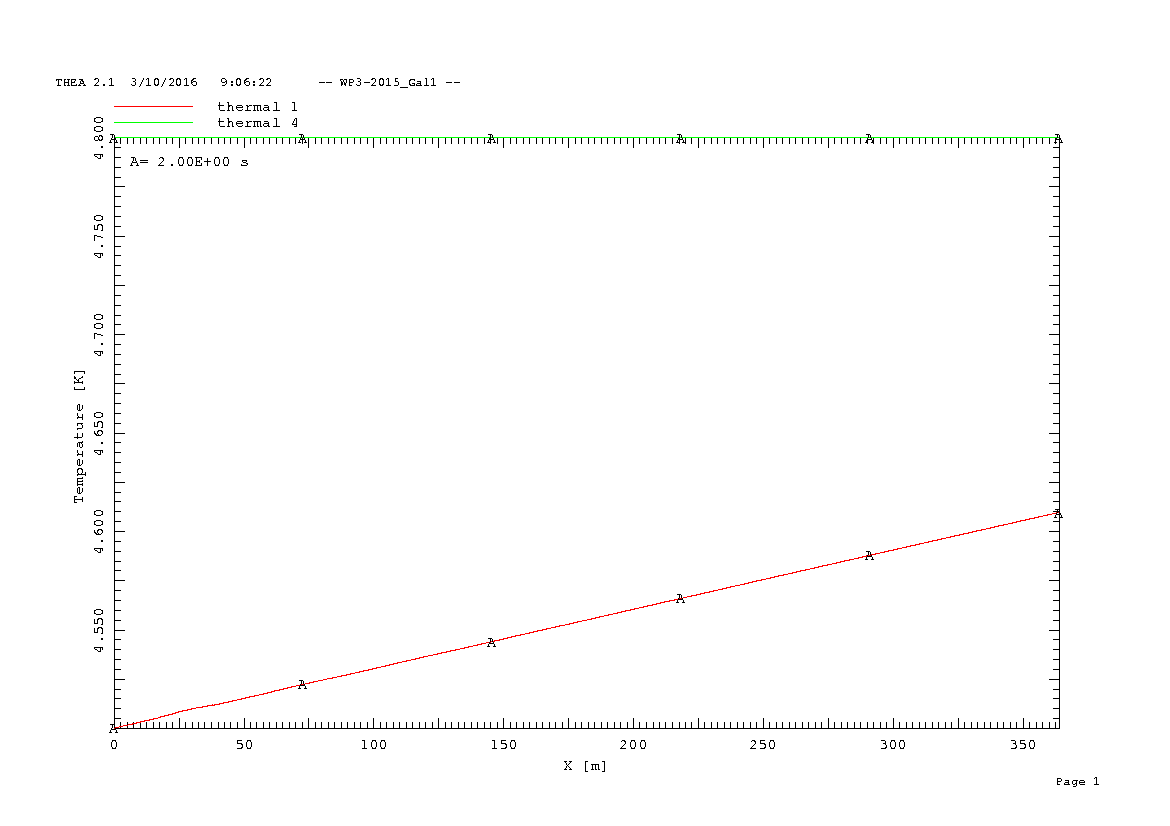 THEA 2.1 3/10/2016 9:06:22 -- WP3-2015_Gal1 --
thermal 1
thermal 4
A A A A A A
A= 2.00E+00 s
4.800
4.750
4.700
4.650
4.600
4.550
Temperature [K]
A
A
A
A
A
A
0 50 100 150 200 250 300 350
X [m]
Page 1